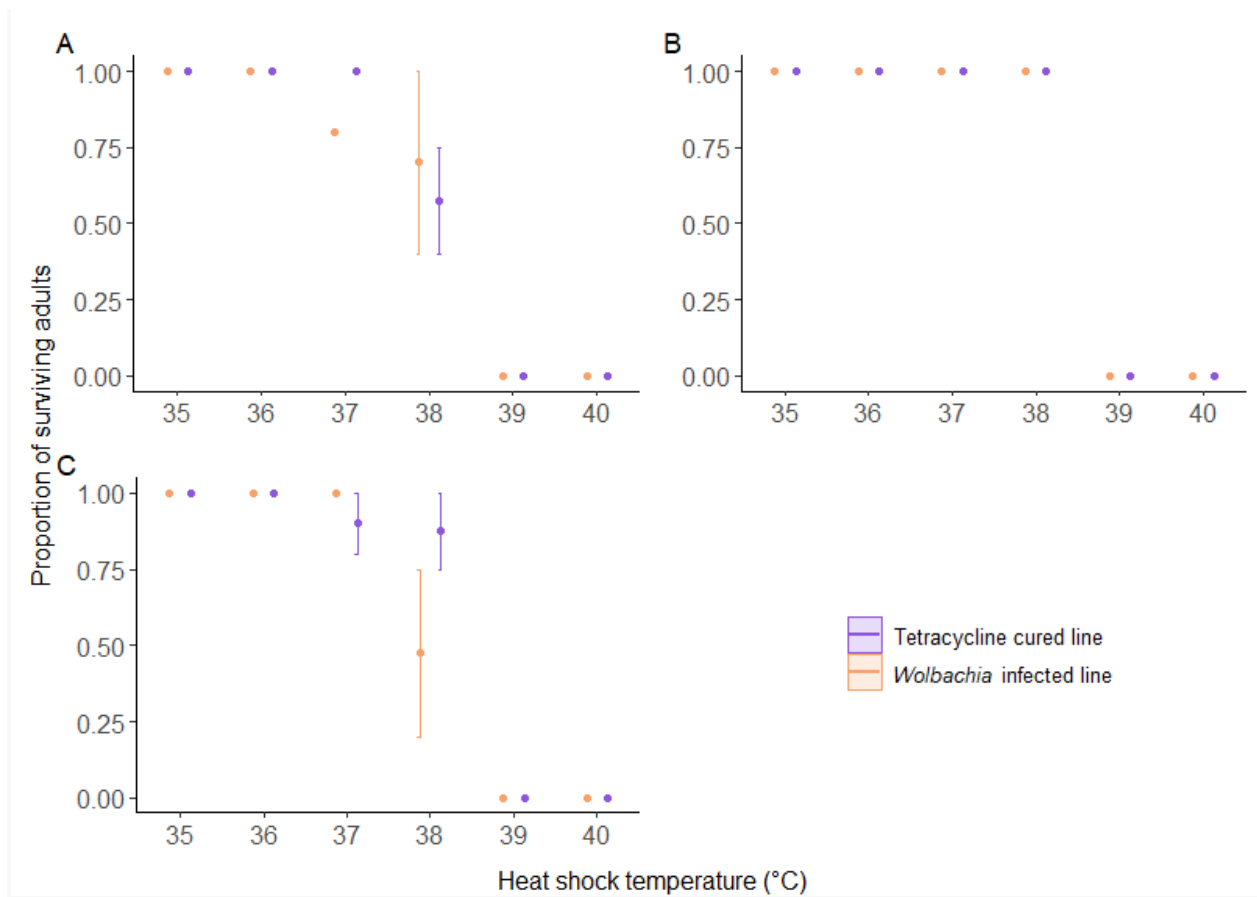 A
1.00
0.75
0.50
0.25
0.00
35 36 37 38 39 40
B
1.00
0.75
0.50
0.25
0.00
35 36 37 38 39 40
Proportion of surviving adults
C
1.00
0.75
0.50
0.25
0.00
35 36 37 38 39 40
Tetracycline cured line
Wolbachia infected line
Heat shock temperature (°C)